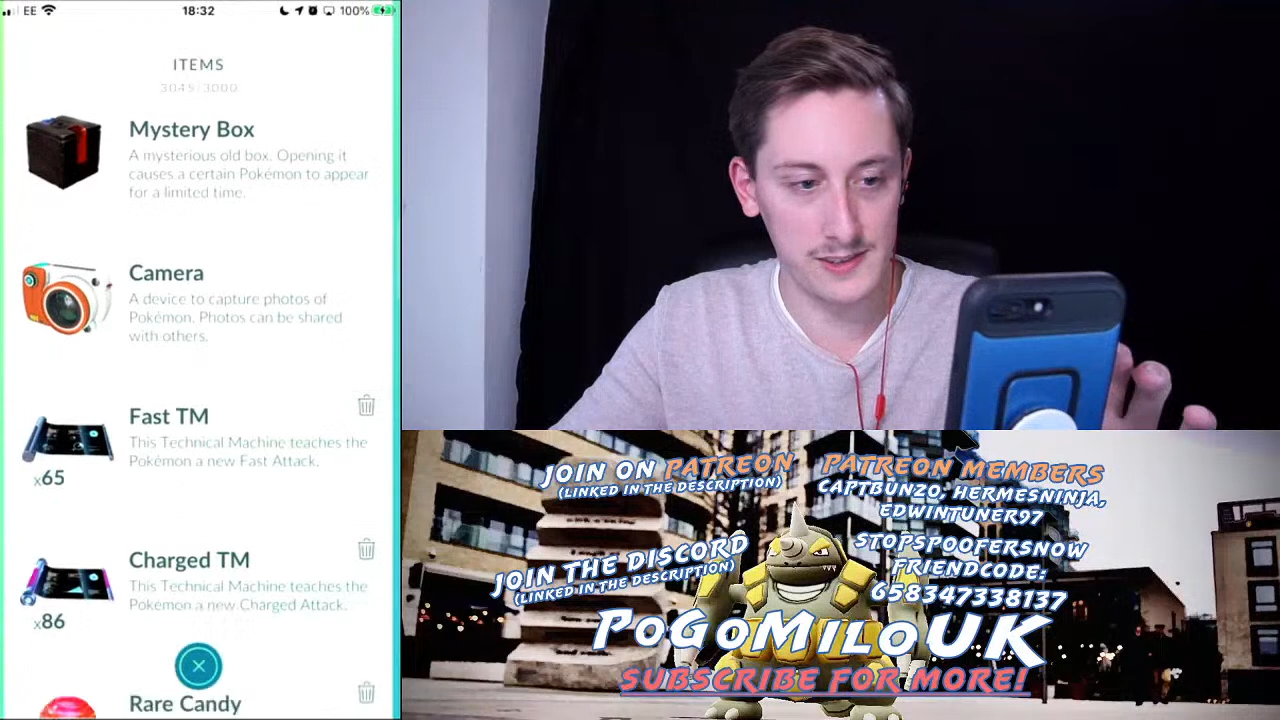 EE
18:32
100%
ITEMS
3049/3000
Mystery Box
A mysterious old box. Opening it
causes a certain Pokémon to appear
for a limited time.
Camera
A device to capture photos of
Pokémon. Photos can be shared
with others.
Fast TM
This Technical Machine teaches the
Pokémon a new Fast Attack.
x65
Charged TM
This Technical Machine teaches the
Pokemon a new Charged Attack.
x86
Rare Candy
JOIN ON PATREON
(LINKED IN THE DESCRIPTION)
PATREON MEMBERS
CAPTBUNZO, HERMESNINJA,
EDWINTUNER97
JOIN THE DISCORD
(LINKED IN THE DESCRIPTION)
STOPSPOOFERSNOW
FRIENDCODE:
658347338137
POGOMILOUK
SUBSCRIBE FOR MORE!